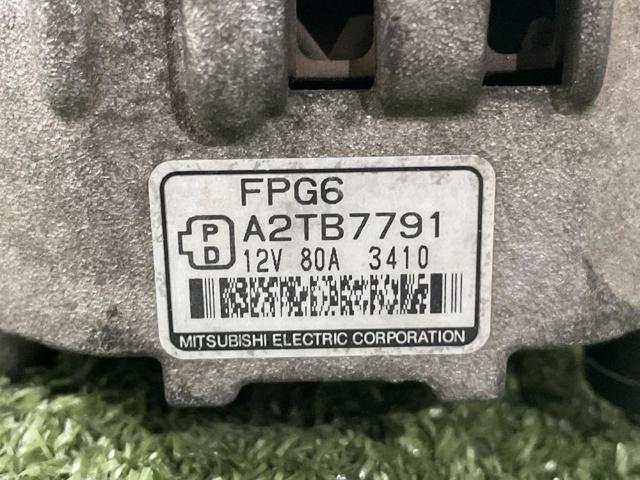 FPG6
P A2TB7791
D 12V 80A 3410
MITSUBISHI ELECTRIC CORPORATION